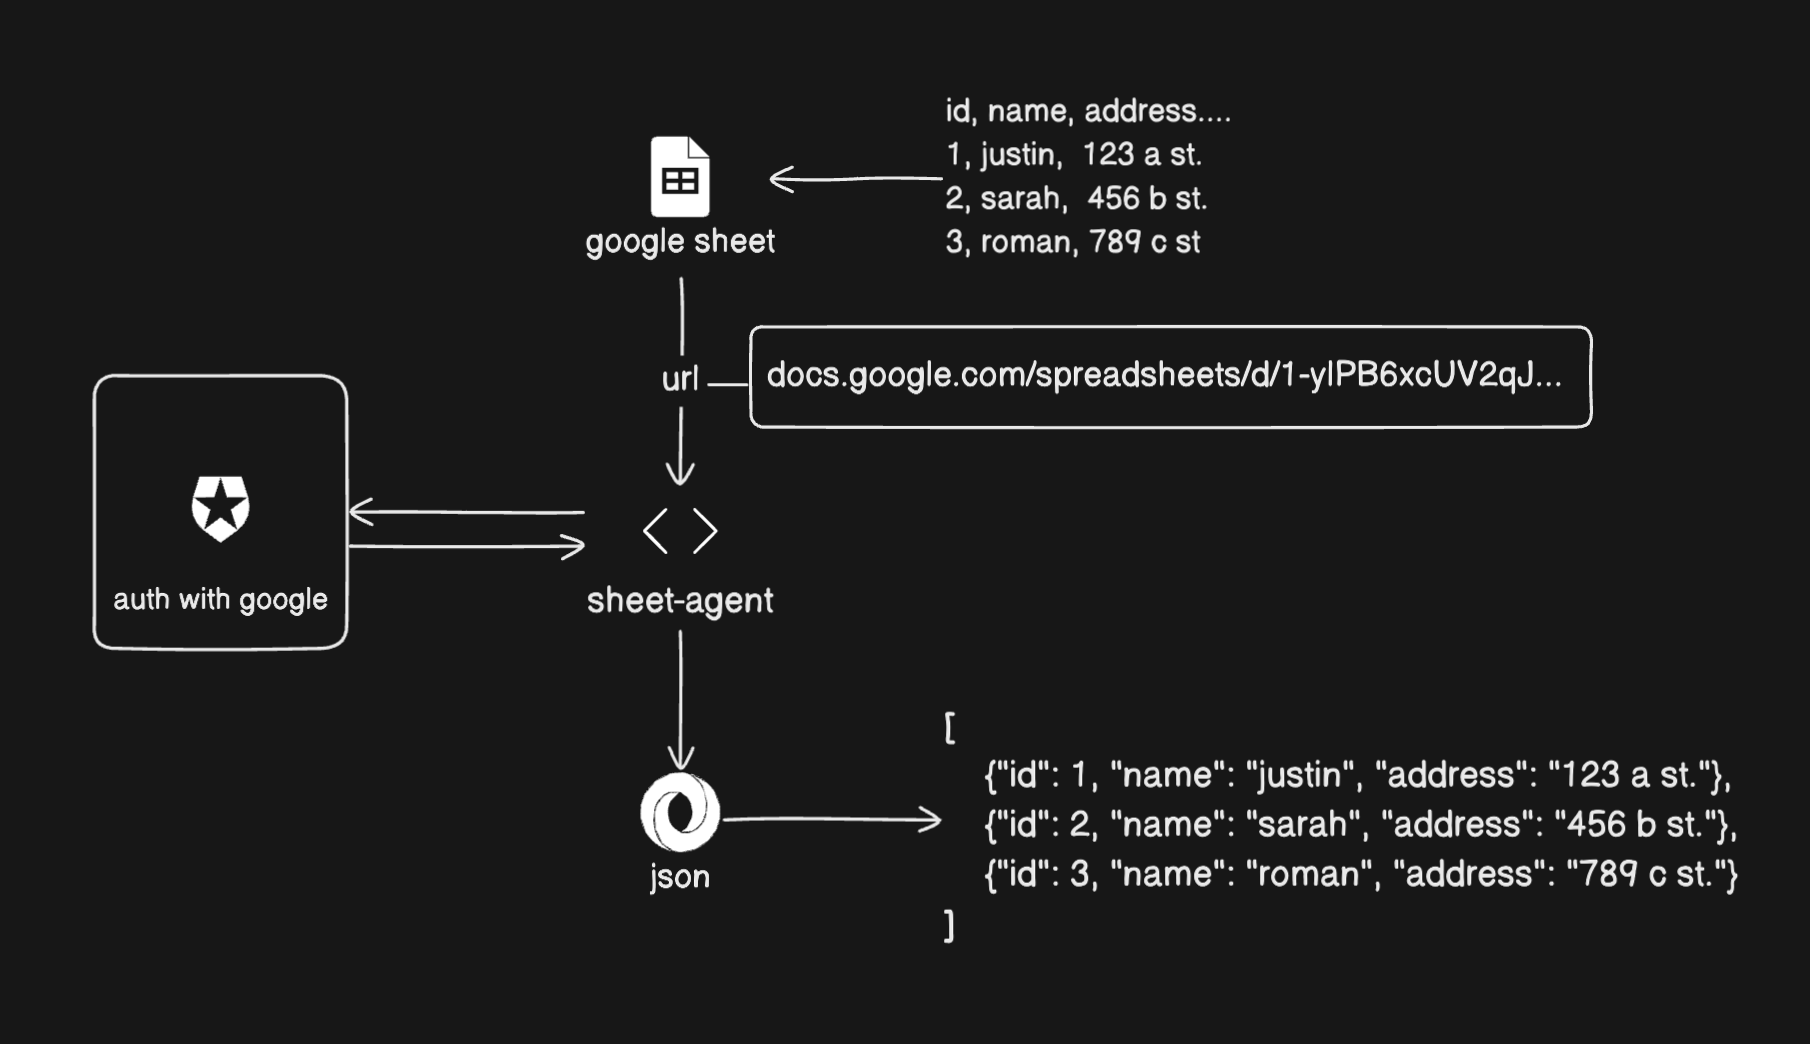 id, name, address....
1, justin, 123 a st.
2, sarah, 456 b st.
3, roman, 789 c st
google sheet
url
docs.google.com/spreadsheets/d/1-ylPB6xcUV2qJ...
auth with google
sheet-agent
[
{"id": 1, "name": "justin", "address": "123 a st."},
{"id": 2, "name": "sarah", "address": "456 b st."},
{"id": 3, "name": "roman", "address": "789 c st."}
]
json